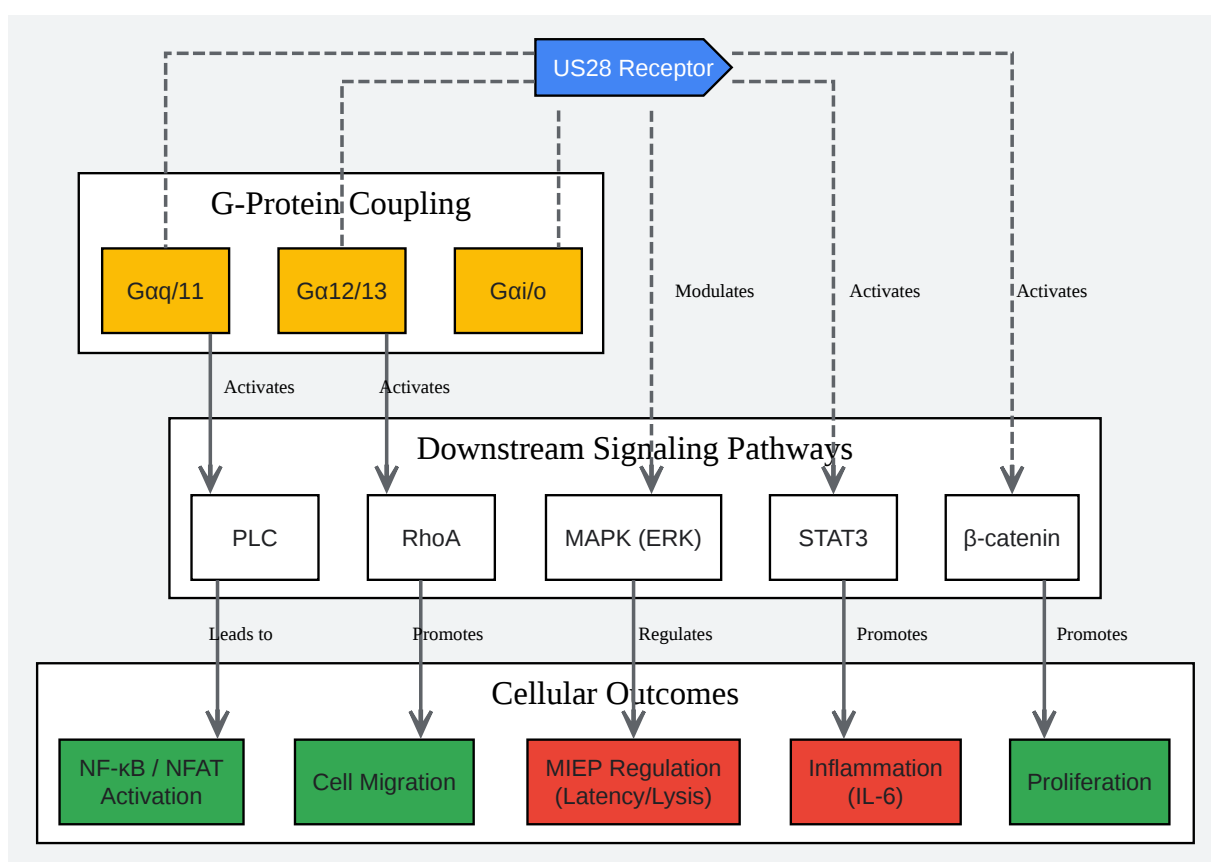 US28 Receptor
G-Protein Coupling
Gαq/11
Gα12/13
Gαi/o
Modulates
Activates
Activates
Activates
Activates
Downstream Signaling Pathways
PLC
RhoA
MAPK (ERK)
STAT3
β-catenin
Leads to
Promotes
Regulates
Promotes
Promotes
Cellular Outcomes
NF-κB / NFAT
Activation
Cell Migration
MIEP Regulation
(Latency/Lysis)
Inflammation
(IL-6)
Proliferation